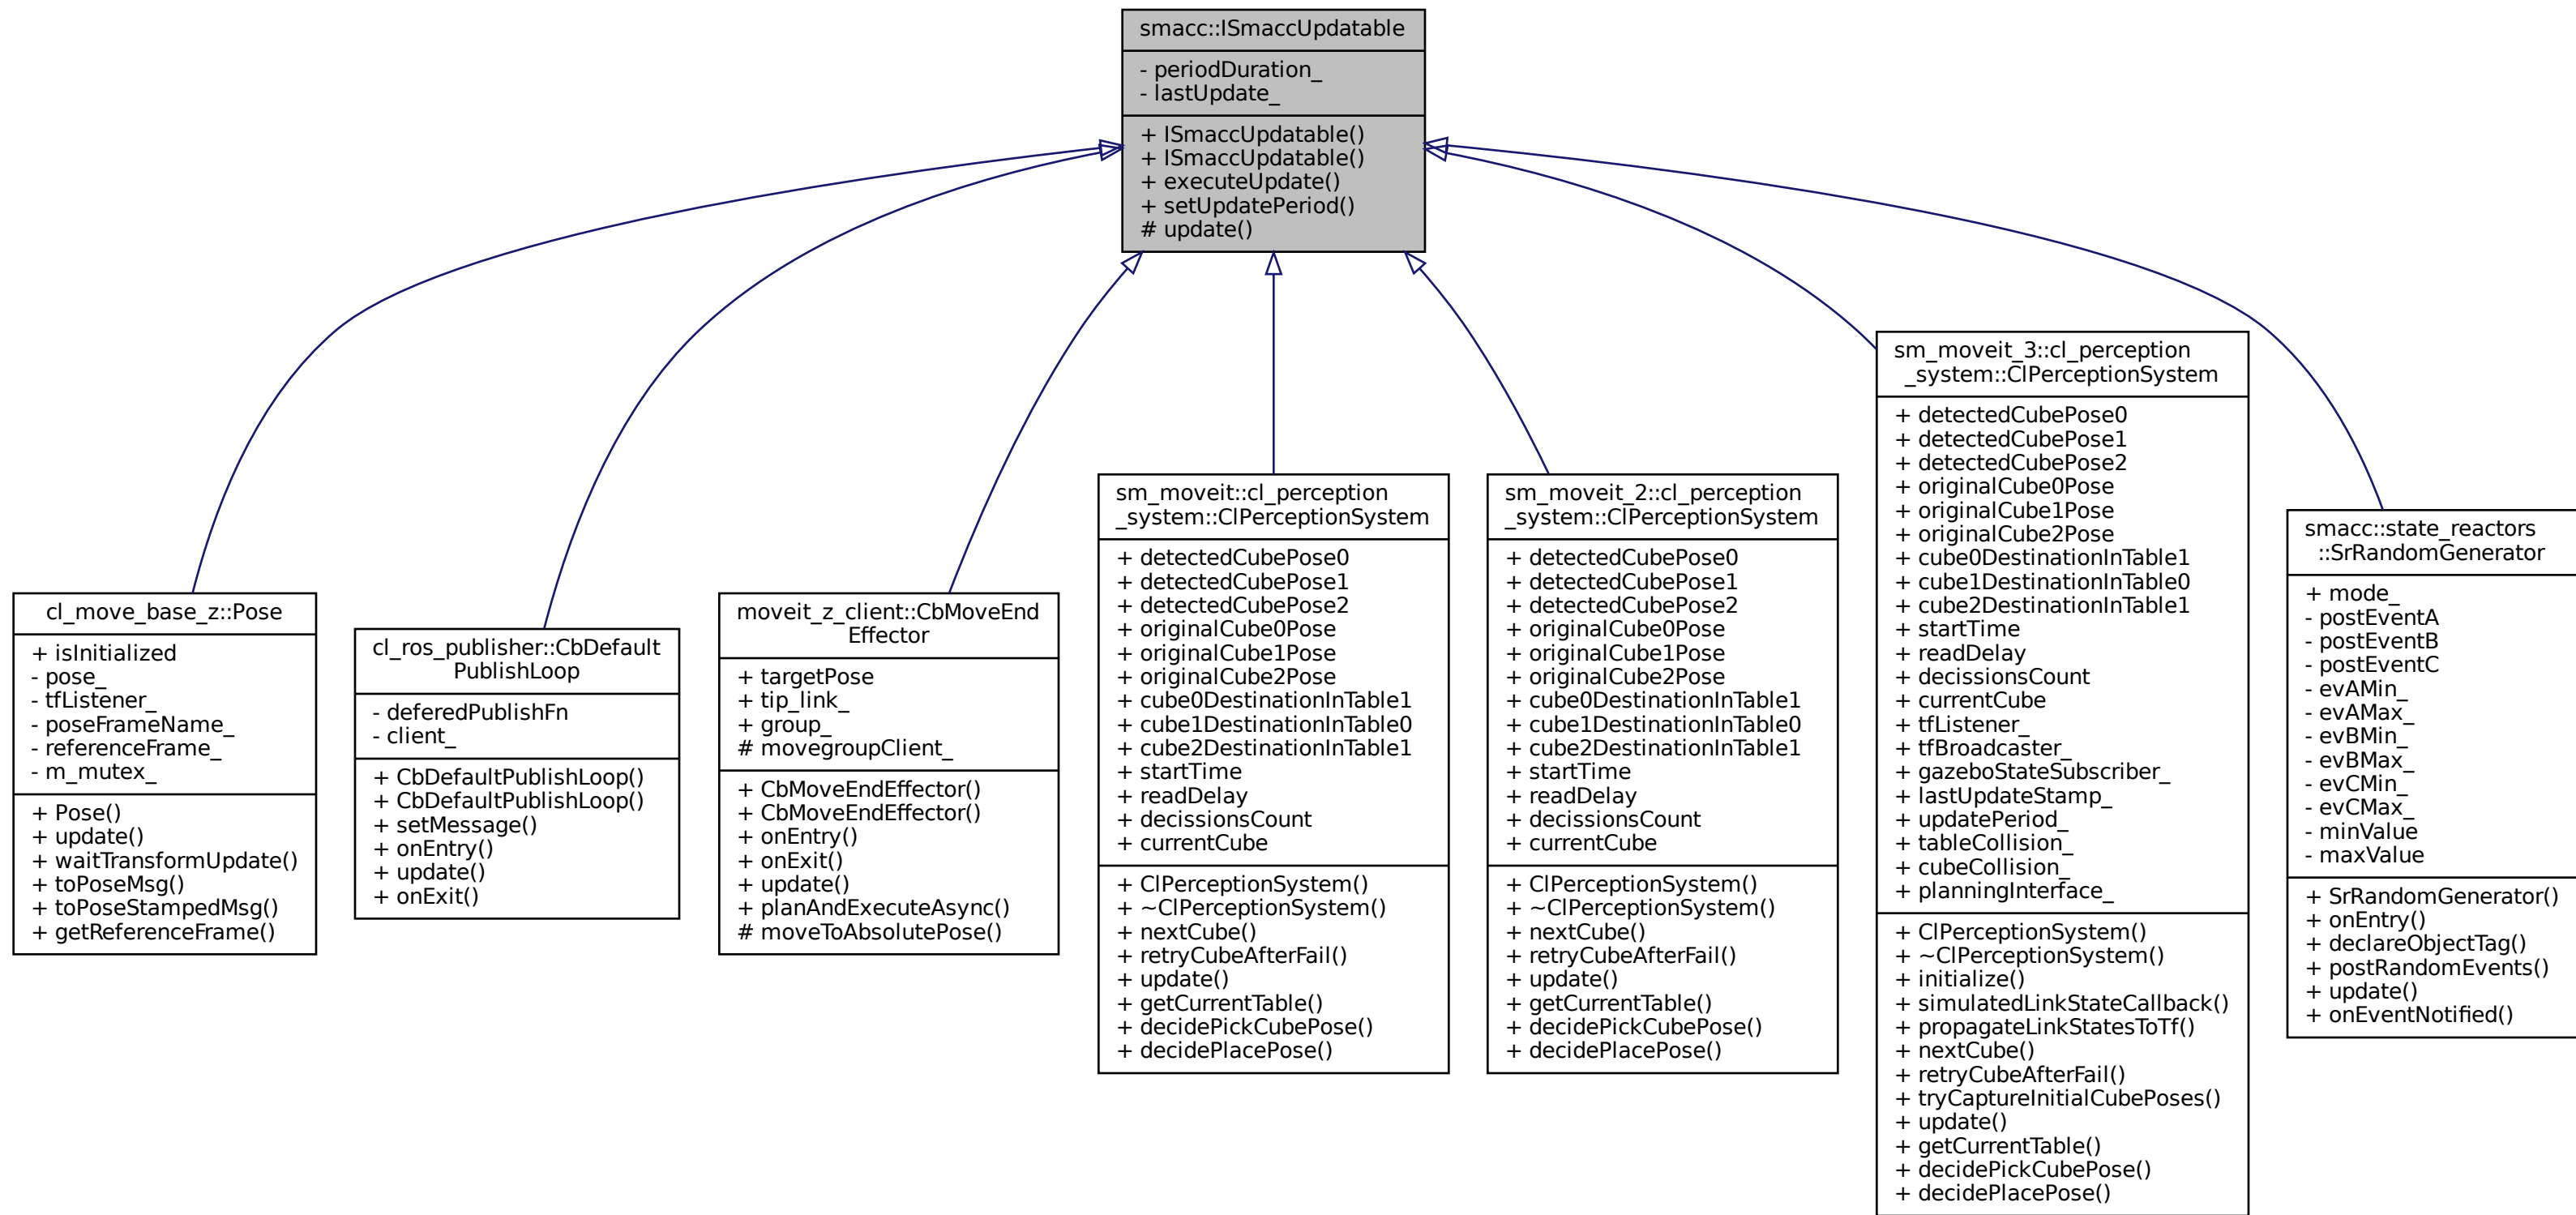 smacc::ISmaccUpdatable
- periodDuration_
- lastUpdate_
+ ISmaccUpdatable()
+ ISmaccUpdatable()
+ executeUpdate()
+ setUpdatePeriod()
# update()
cl_move_base_z::Pose
+ isInitialized
- pose_
- tfListener_
- poseFrameName_
- referenceFrame_
- m_mutex_
+ Pose()
+ update()
+ waitTransformUpdate()
+ toPoseMsg()
+ toPoseStampedMsg()
+ getReferenceFrame()
cl_ros_publisher::CbDefault
PublishLoop
- deferedPublishFn
- client_
+ CbDefaultPublishLoop()
+ CbDefaultPublishLoop()
+ setMessage()
+ onEntry()
+ update()
+ onExit()
moveit_z_client::CbMoveEnd
Effector
+ targetPose
+ tip_link_
+ group_
# movegroupClient_
+ CbMoveEndEffector()
+ CbMoveEndEffector()
+ onEntry()
+ onExit()
+ update()
+ planAndExecuteAsync()
# moveToAbsolutePose()
sm_moveit::cl_perception
_system::ClPerceptionSystem
+ detectedCubePose0
+ detectedCubePose1
+ detectedCubePose2
+ originalCube0Pose
+ originalCube1Pose
+ originalCube2Pose
+ cube0DestinationInTable1
+ cube1DestinationInTable0
+ cube2DestinationInTable1
+ startTime
+ readDelay
+ decissionsCount
+ currentCube
+ ClPerceptionSystem()
+ ~ClPerceptionSystem()
+ nextCube()
+ retryCubeAfterFail()
+ update()
+ getCurrentTable()
+ decidePickCubePose()
+ decidePlacePose()
sm_moveit_2::cl_perception
_system::ClPerceptionSystem
+ detectedCubePose0
+ detectedCubePose1
+ detectedCubePose2
+ originalCube0Pose
+ originalCube1Pose
+ originalCube2Pose
+ cube0DestinationInTable1
+ cube1DestinationInTable0
+ cube2DestinationInTable1
+ startTime
+ readDelay
+ decissionsCount
+ currentCube
+ ClPerceptionSystem()
+ ~ClPerceptionSystem()
+ nextCube()
+ retryCubeAfterFail()
+ update()
+ getCurrentTable()
+ decidePickCubePose()
+ decidePlacePose()
sm_moveit_3::cl_perception
_system::ClPerceptionSystem
+ detectedCubePose0
+ detectedCubePose1
+ detectedCubePose2
+ originalCube0Pose
+ originalCube1Pose
+ originalCube2Pose
+ cube0DestinationInTable1
+ cube1DestinationInTable0
+ cube2DestinationInTable1
+ startTime
+ readDelay
+ decissionsCount
+ currentCube
+ tfListener_
+ tfBroadcaster_
+ gazeboStateSubscriber_
+ lastUpdateStamp_
+ updatePeriod_
+ tableCollision_
+ cubeCollision_
+ planningInterface_
+ ClPerceptionSystem()
+ ~ClPerceptionSystem()
+ initialize()
+ simulatedLinkStateCallback()
+ propagateLinkStatesToTf()
+ nextCube()
+ retryCubeAfterFail()
+ tryCaptureInitialCubePoses()
+ update()
+ getCurrentTable()
+ decidePickCubePose()
+ decidePlacePose()
smacc::state_reactors
::SrRandomGenerator
+ mode_
- postEventA
- postEventB
- postEventC
- evAMin_
- evAMax_
- evBMin_
- evBMax_
- evCMin_
- evCMax_
- minValue
- maxValue
+ SrRandomGenerator()
+ onEntry()
+ declareObjectTag()
+ postRandomEvents()
+ update()
+ onEventNotified()